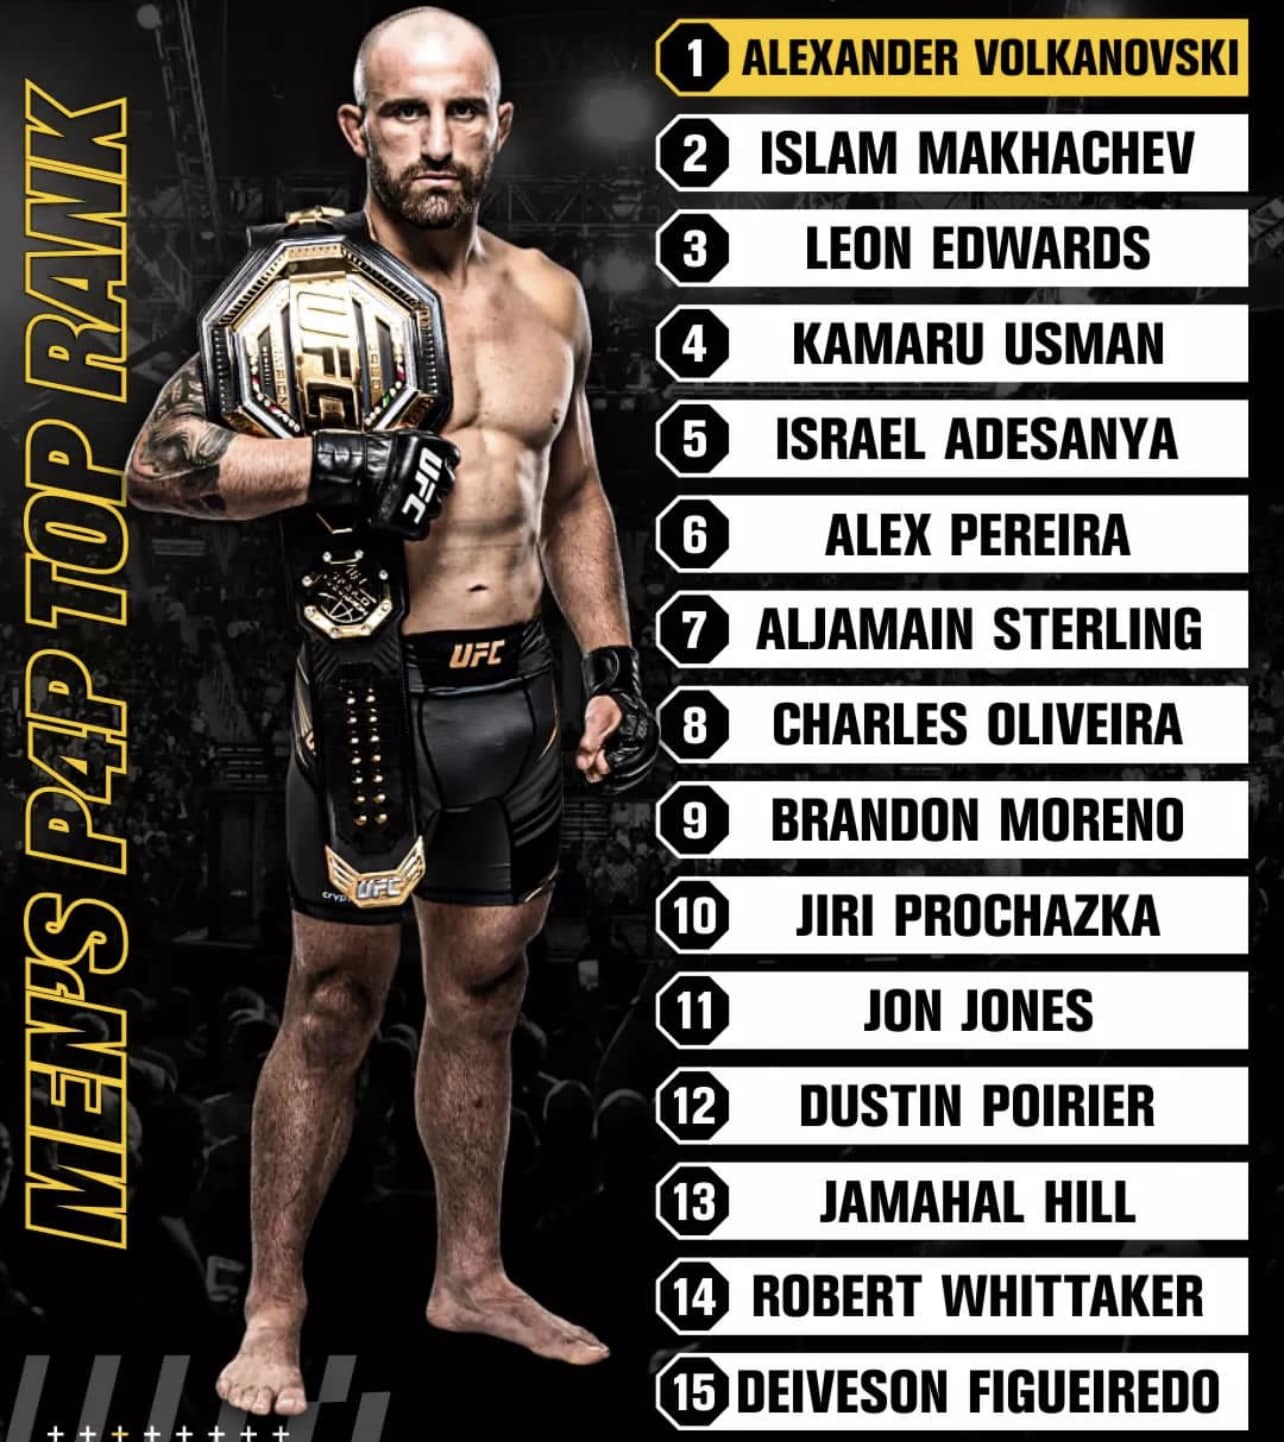 MEN'S P4P TOP RANK
1 ALEXANDER VOLKANOVSKI
2 ISLAM MAKHACHEV
3 LEON EDWARDS
4 KAMARU USMAN
5 ISRAEL ADESANYA
6 ALEX PEREIRA
7 ALJAMAIN STERLING
8 CHARLES OLIVEIRA
9 BRANDON MORENO
10 JIRI PROCHAZKA
11 JON JONES
12 DUSTIN POIRIER
13 JAMAHAL HILL
14 ROBERT WHITTAKER
15 DEIVESON FIGUEIREDO
UFC
UFC
UFC
UFC